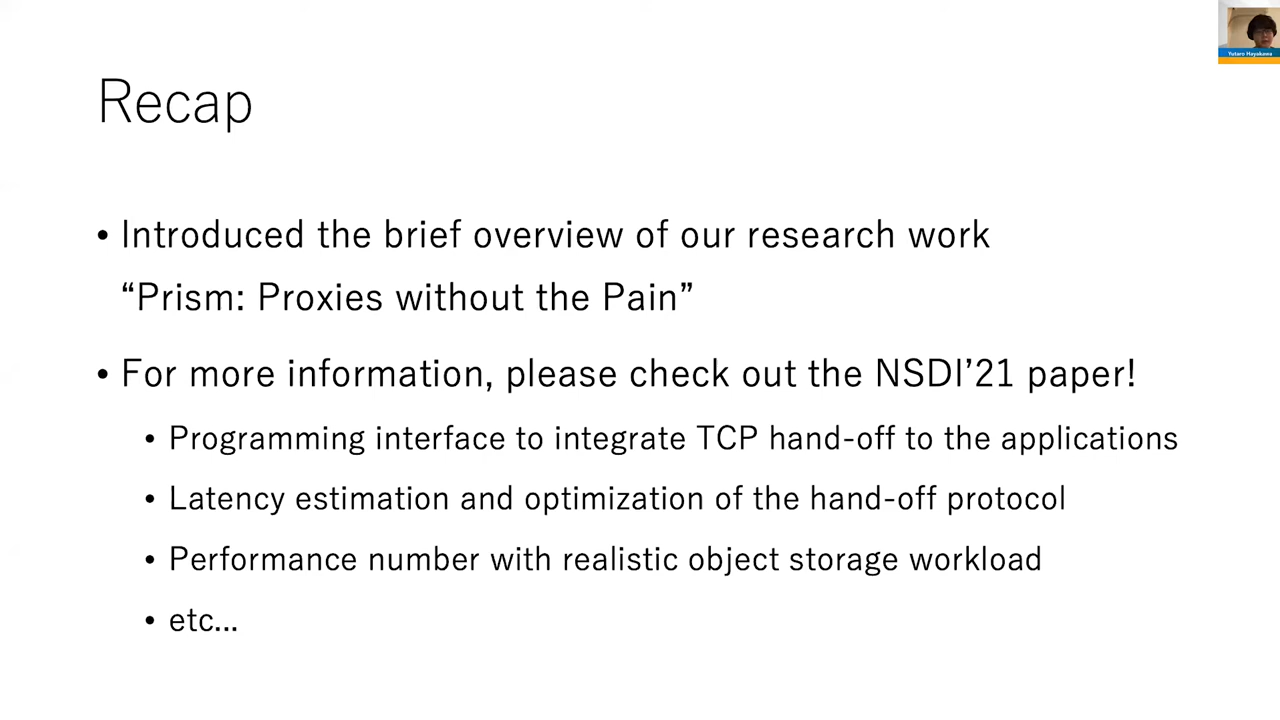 Yutaro Hayakawa
Recap
• Introduced the brief overview of our research work
“Prism: Proxies without the Pain”
• For more information, please check out the NSDI’21 paper!
• Programming interface to integrate TCP hand-off to the applications
• Latency estimation and optimization of the hand-off protocol
• Performance number with realistic object storage workload
• etc...